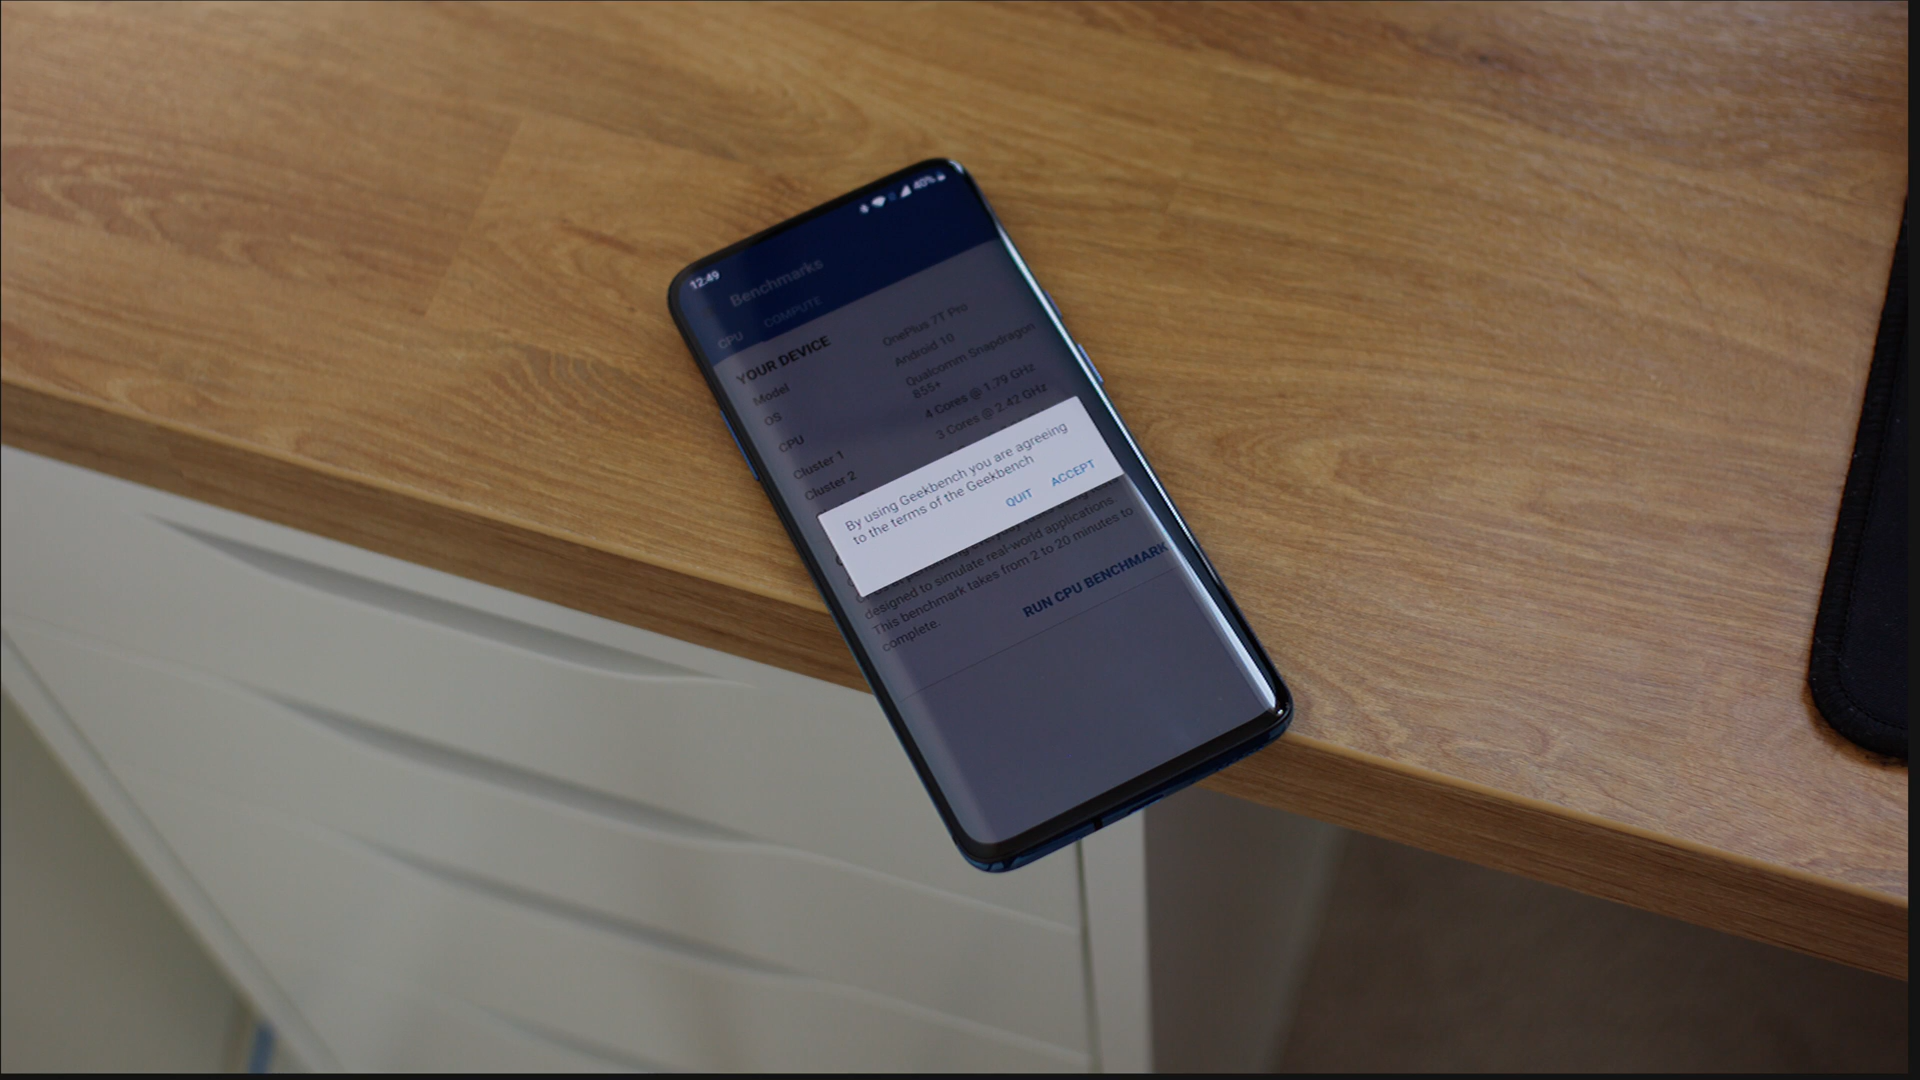 12:49
40%
Benchmarks
CPU COMPUTE
YOUR DEVICE
Model OnePlus 7T Pro
OS Android 10
CPU Qualcomm Snapdragon
855+
Cluster 1 4 Cores @ 1.79 GHz
Cluster 2 3 Cores @ 2.42 GHz
By using Geekbench you are agreeing
to the terms of the Geekbench
QUIT ACCEPT
designed to simulate real-world applications.
This benchmark takes from 2 to 20 minutes to
complete.
RUN CPU BENCHMARK